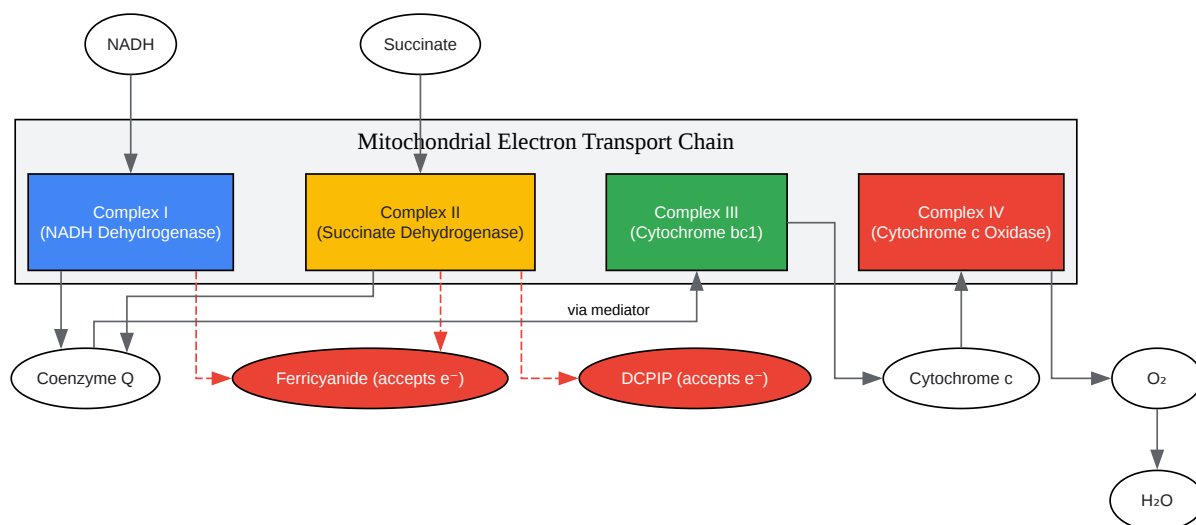 NADH
Succinate
Mitochondrial Electron Transport Chain
Complex I
(NADH Dehydrogenase)
Complex II
(Succinate Dehydrogenase)
Complex III
(Cytochrome bc1)
Complex IV
(Cytochrome c Oxidase)
via mediator
Coenzyme Q
Ferricyanide (accepts e⁻)
DCPIP (accepts e⁻)
Cytochrome c
O₂
H₂O